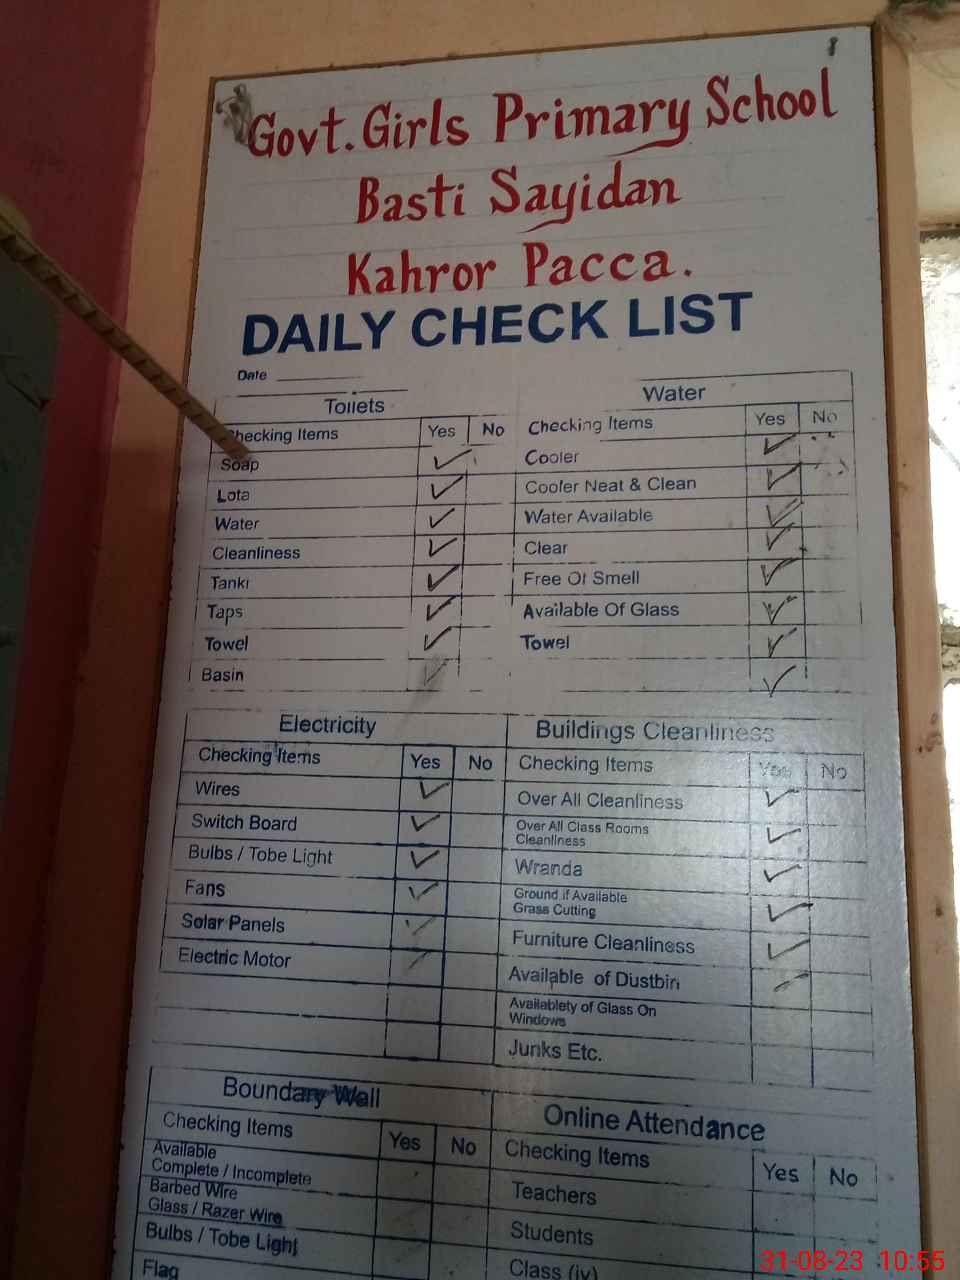 Govt. Girls Primary School
Basti Sayidan
Kahror Pacca.
DAILY CHECK LIST
Date
Toilets
Checking Items Yes No
Soap
Lota
Water
Cleanliness
Tanki
Taps
Towel
Basin
Water
Checking Items Yes No
Cooler
Cooler Neat & Clean
Water Available
Clear
Free Of Smell
Available Of Glass
Towel
Electricity
Checking Items Yes No
Wires
Switch Board
Bulbs / Tobe Light
Fans
Solar Panels
Electric Motor
Buildings Cleanliness
Checking Items Yes No
Over All Cleanliness
Over All Class Rooms
Cleanliness
Wranda
Ground if Available
Grass Cutting
Furniture Cleanliness
Available of Dustbin
Availablety of Glass On
Windows
Junks Etc.
Boundary Wall
Checking Items Yes No
Available
Complete / Incomplete
Barbed Wire
Glass / Razer Wire
Bulbs / Tobe Light
Flag
Online Attendance
Checking Items Yes No
Teachers
Students
Class (iv)
31-08-23 10:55